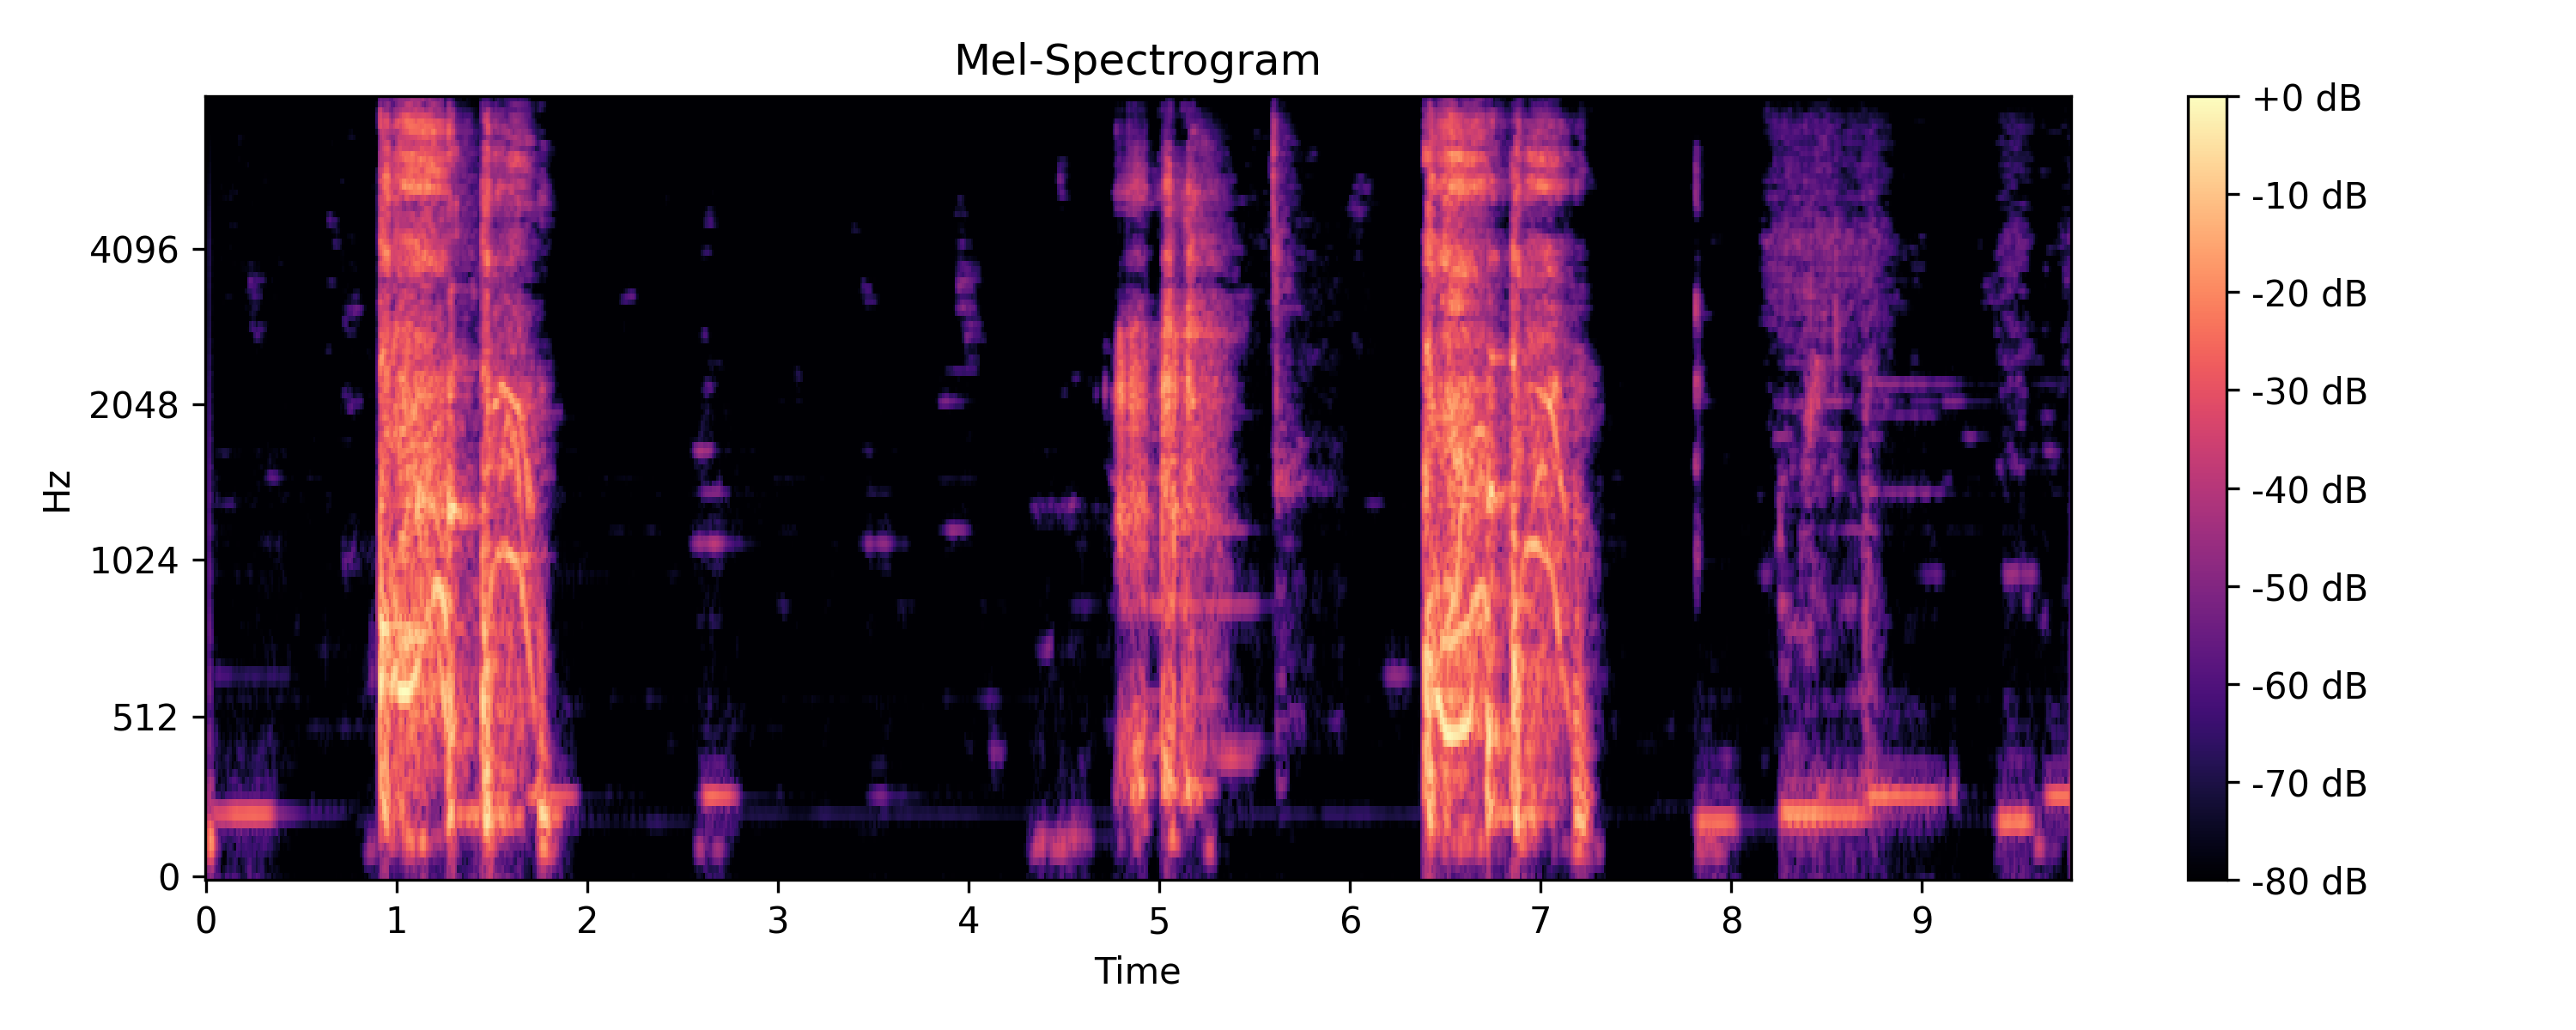 Mel-Spectrogram
+0 dB
-10 dB
-20 dB
-30 dB
-40 dB
-50 dB
-60 dB
-70 dB
-80 dB
Hz
4096
2048
1024
512
0
0 1 2 3 4 5 6 7 8 9
Time